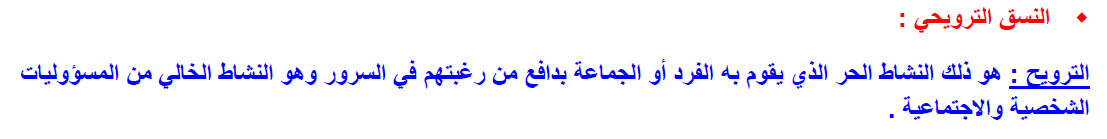 ◆ النسق الترويحي :
الترويح : هو ذلك النشاط الحر الذي يقوم به الفرد أو الجماعة بدافع من رغبتهم في السرور وهو النشاط الخالي من المسؤوليات
الشخصية والاجتماعية .